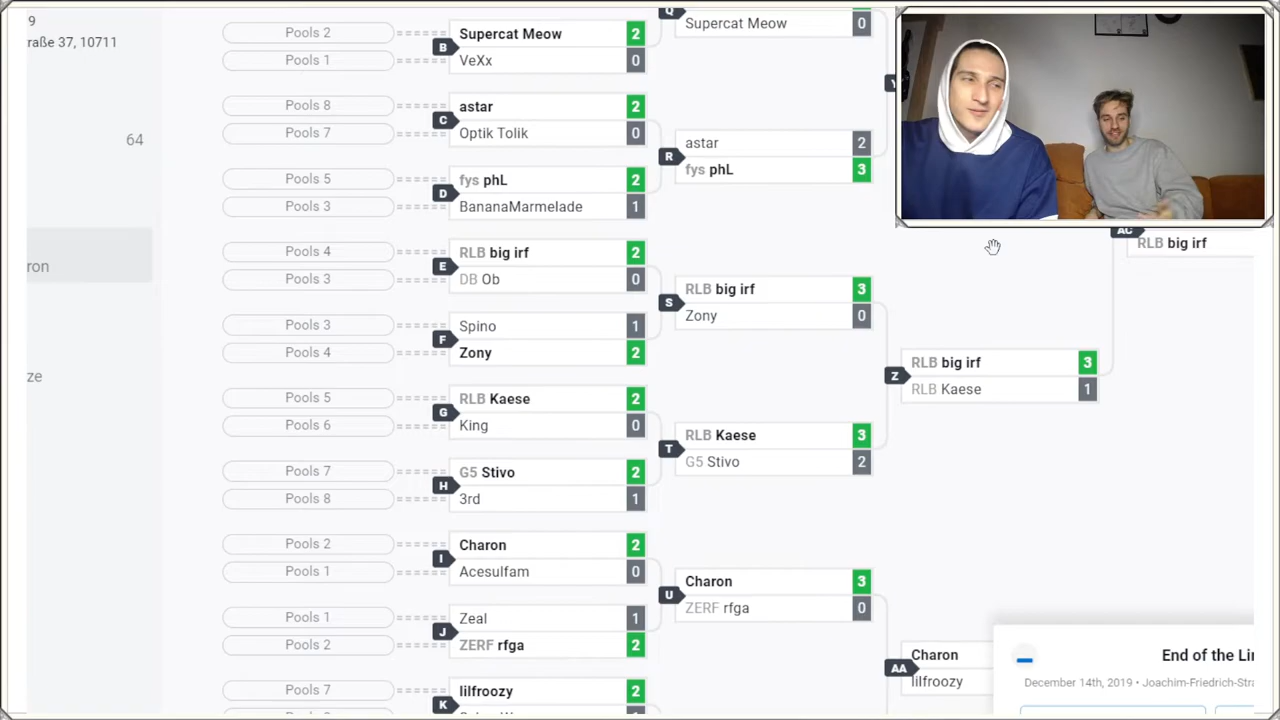 9
raße 37, 10711
64
ron
ze
Pools 2
Pools 1
B
Supercat Meow 2
VeXx 0
Pools 8
Pools 7
C
astar 2
Optik Tolik 0
Pools 5
Pools 3
D
fys phL 2
BananaMarmelade 1
Pools 4
Pools 3
E
RLB big irf 2
DB Ob 0
Pools 3
Pools 4
F
Spino 1
Zony 2
Pools 5
Pools 6
G
RLB Kaese 2
King 0
Pools 7
Pools 8
H
G5 Stivo 2
3rd 1
Pools 2
Pools 1
I
Charon 2
Acesulfam 0
Pools 1
Pools 2
J
Zeal 1
ZERF rfga 2
Pools 7
K
lilfroozy 2
Q
Supercat Meow 0
R
astar 2
fys phL 3
S
RLB big irf 3
Zony 0
T
RLB Kaese 3
G5 Stivo 2
U
Charon 3
ZERF rfga 0
Y
Z
RLB big irf 3
RLB Kaese 1
AA
Charon
lilfroozy
AC
RLB big irf
End of the Lin
December 14th, 2019 • Joachim-Friedrich-Stra